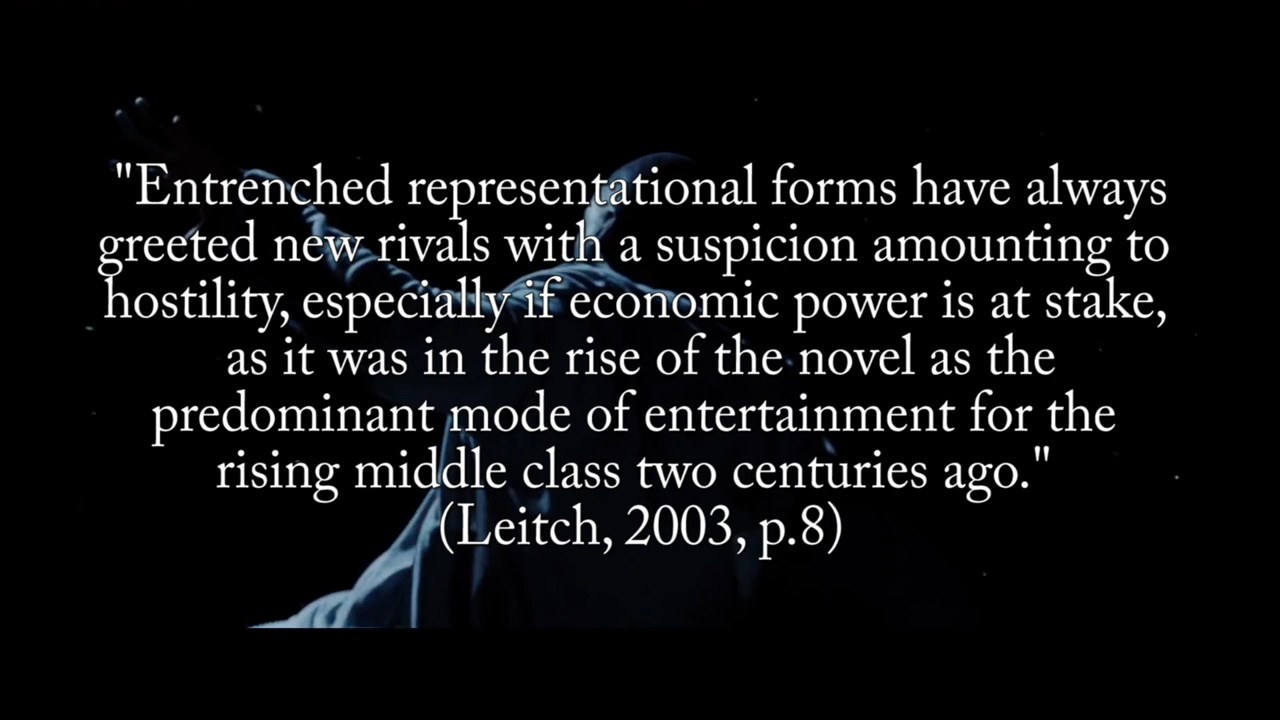 "Entrenched representational forms have always
greeted new rivals with a suspicion amounting to
hostility, especially if economic power is at stake,
as it was in the rise of the novel as the
predominant mode of entertainment for the
rising middle class two centuries ago."
(Leitch, 2003, p.8)